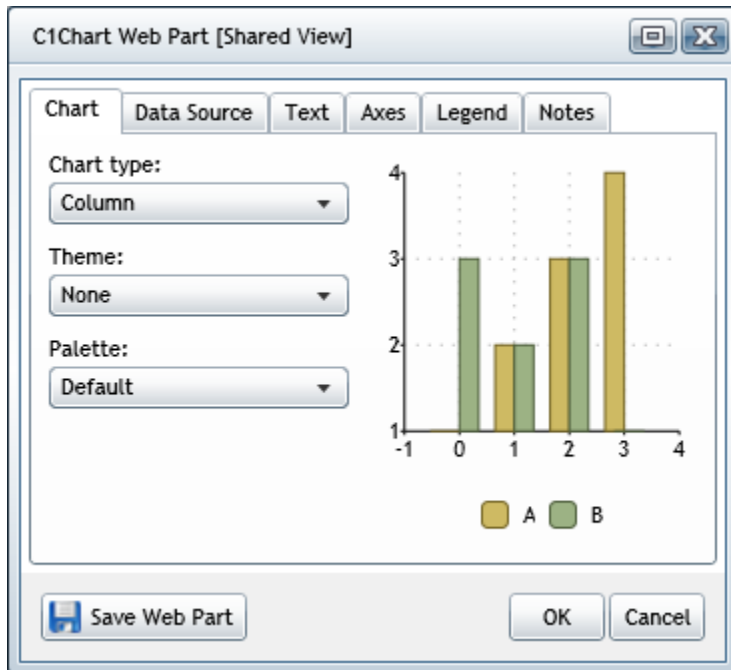 C1Chart Web Part [Shared View]
Chart Data Source Text Axes Legend Notes
Chart type:
Column
Theme:
None
Palette:
Default
4
3
2
1
-1 0 1 2 3 4
A B
Save Web Part OK Cancel